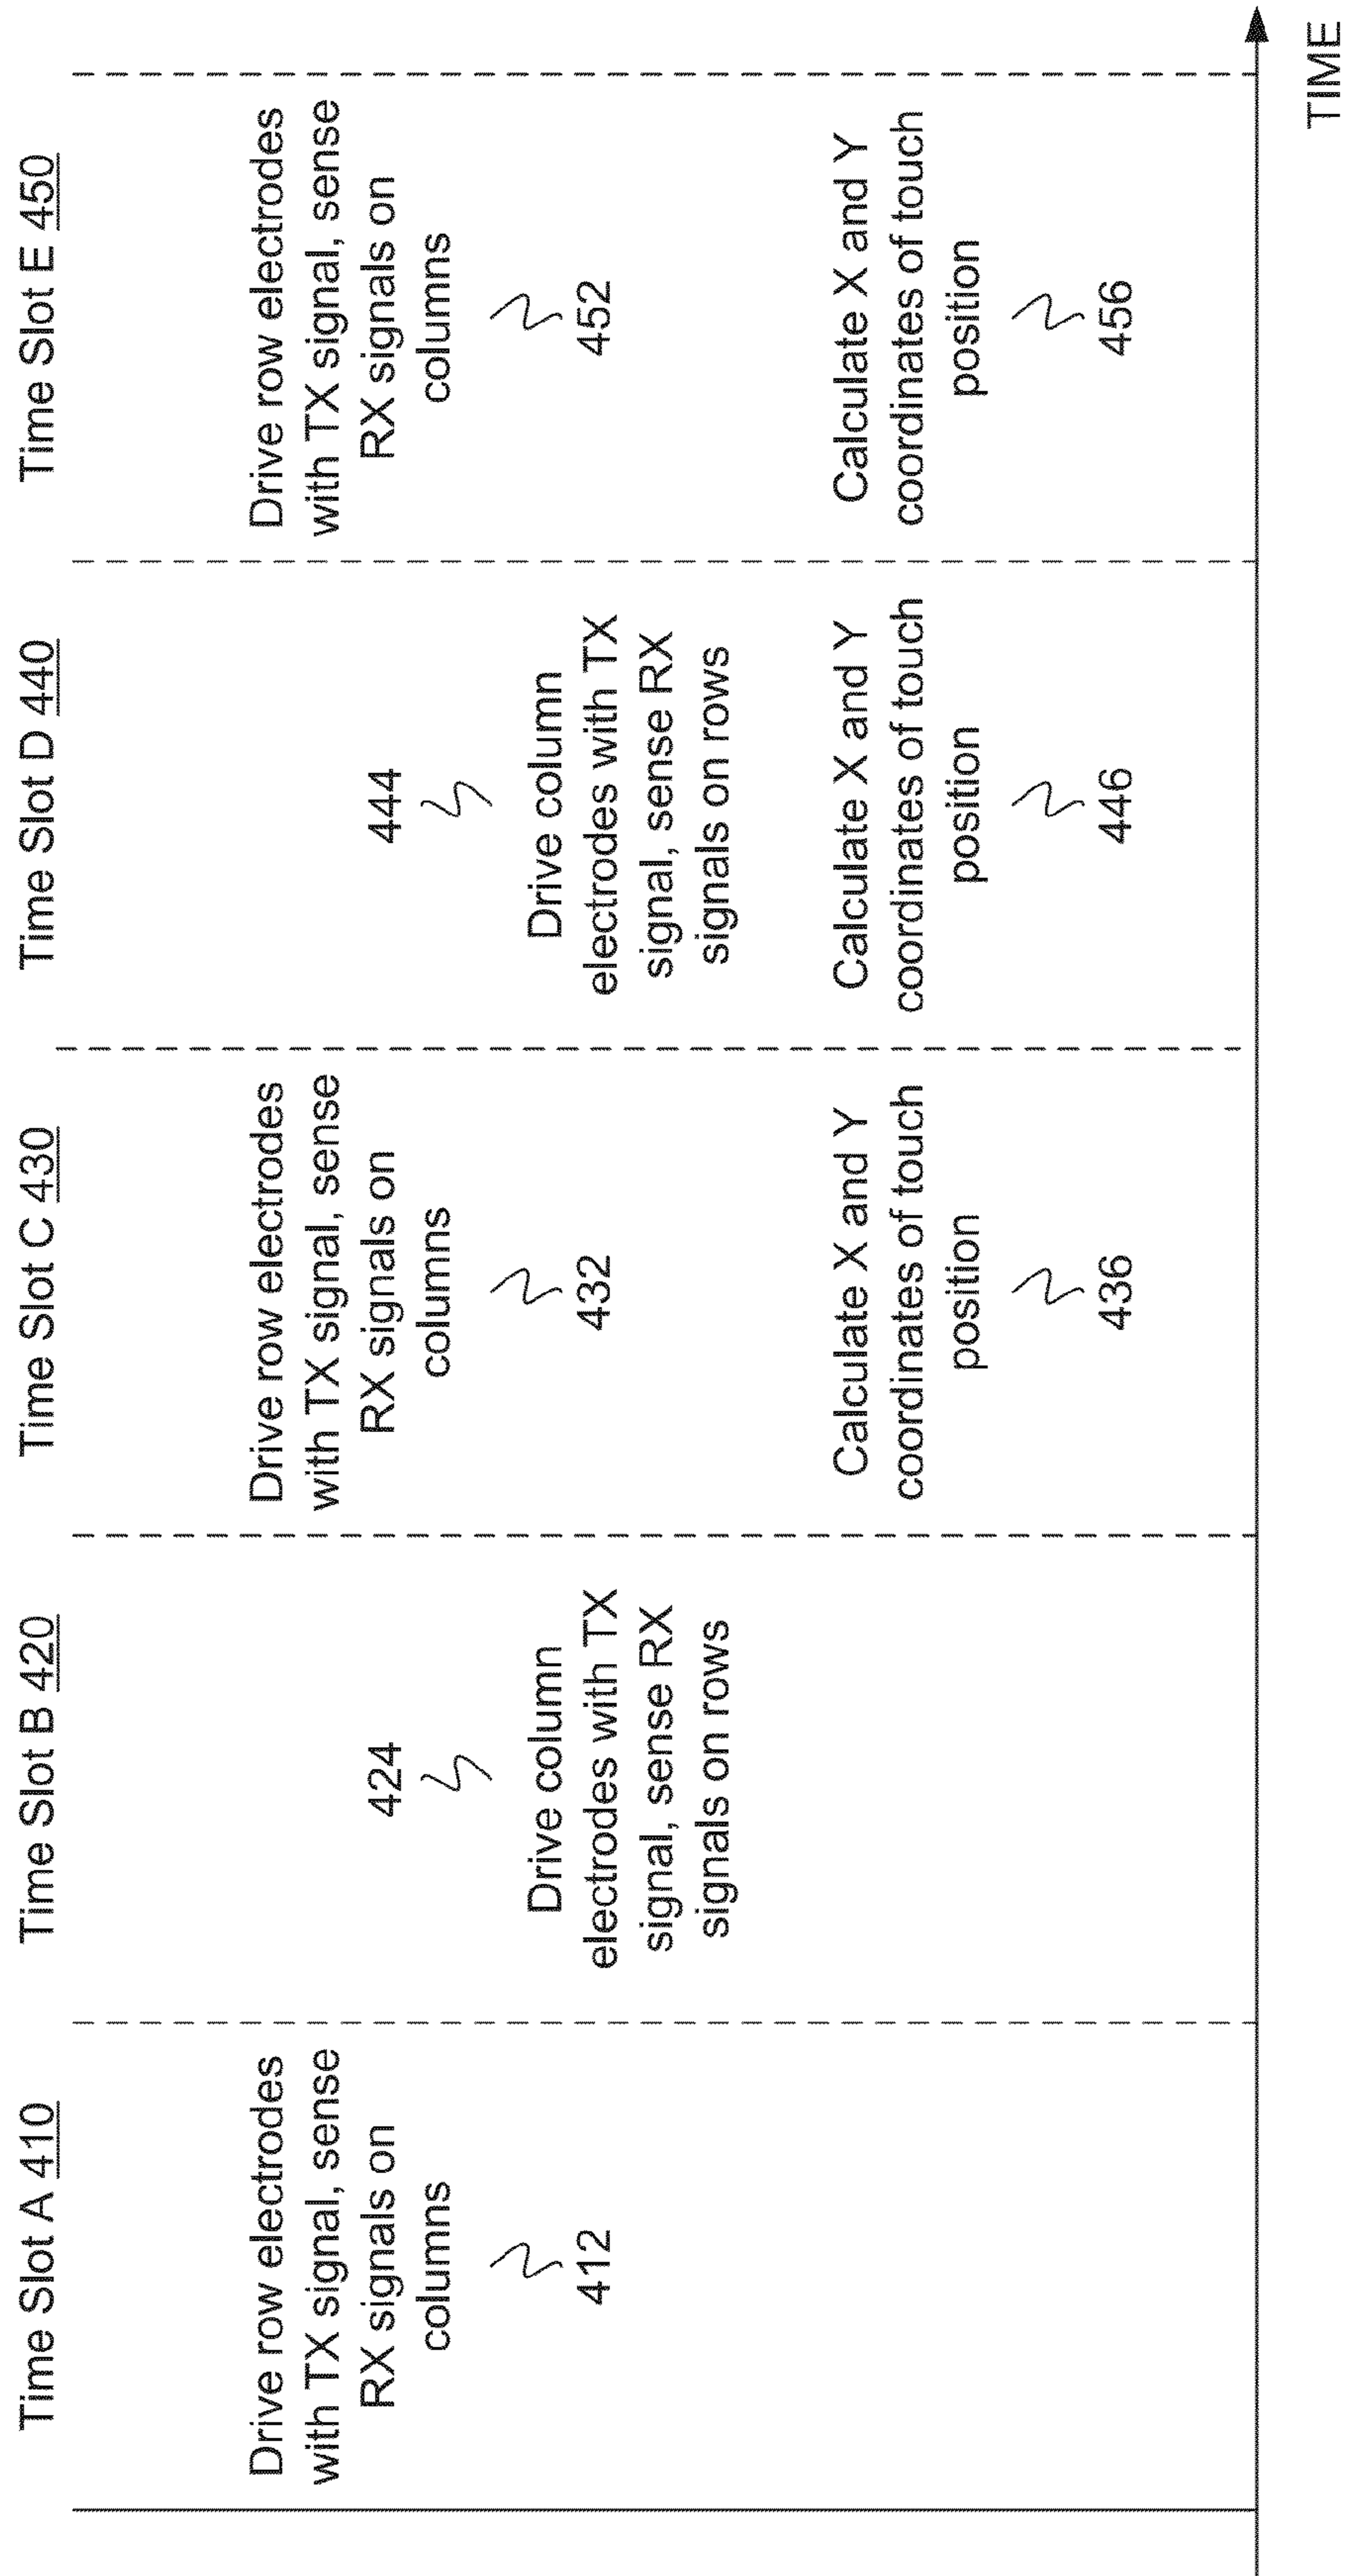 Time Slot A 410
Drive row electrodes
with TX signal, sense
RX signals on
columns
412
Time Slot B 420
424
Drive column
electrodes with TX
signal, sense RX
signals on rows
Time Slot C 430
Drive row electrodes
with TX signal, sense
RX signals on
columns
432
Calculate X and Y
coordinates of touch
position
436
Time Slot D 440
444
Drive column
electrodes with TX
signal, sense RX
signals on rows
Calculate X and Y
coordinates of touch
position
446
Time Slot E 450
Drive row electrodes
with TX signal, sense
RX signals on
columns
452
Calculate X and Y
coordinates of touch
position
456
TIME